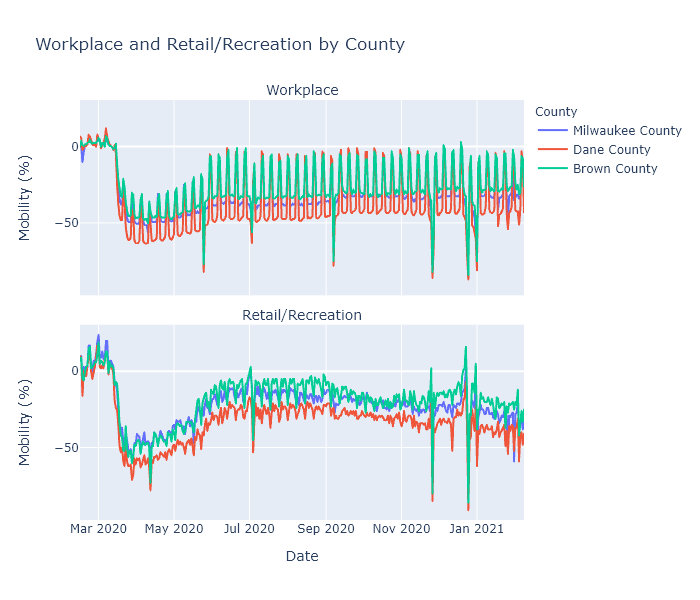 Workplace and Retail/Recreation by County
Workplace
County
Milwaukee County
Dane County
Brown County
0
−50
Mobility (%)
Retail/Recreation
0
−50
Mobility (%)
Mar 2020 May 2020 Jul 2020 Sep 2020 Nov 2020 Jan 2021
Date